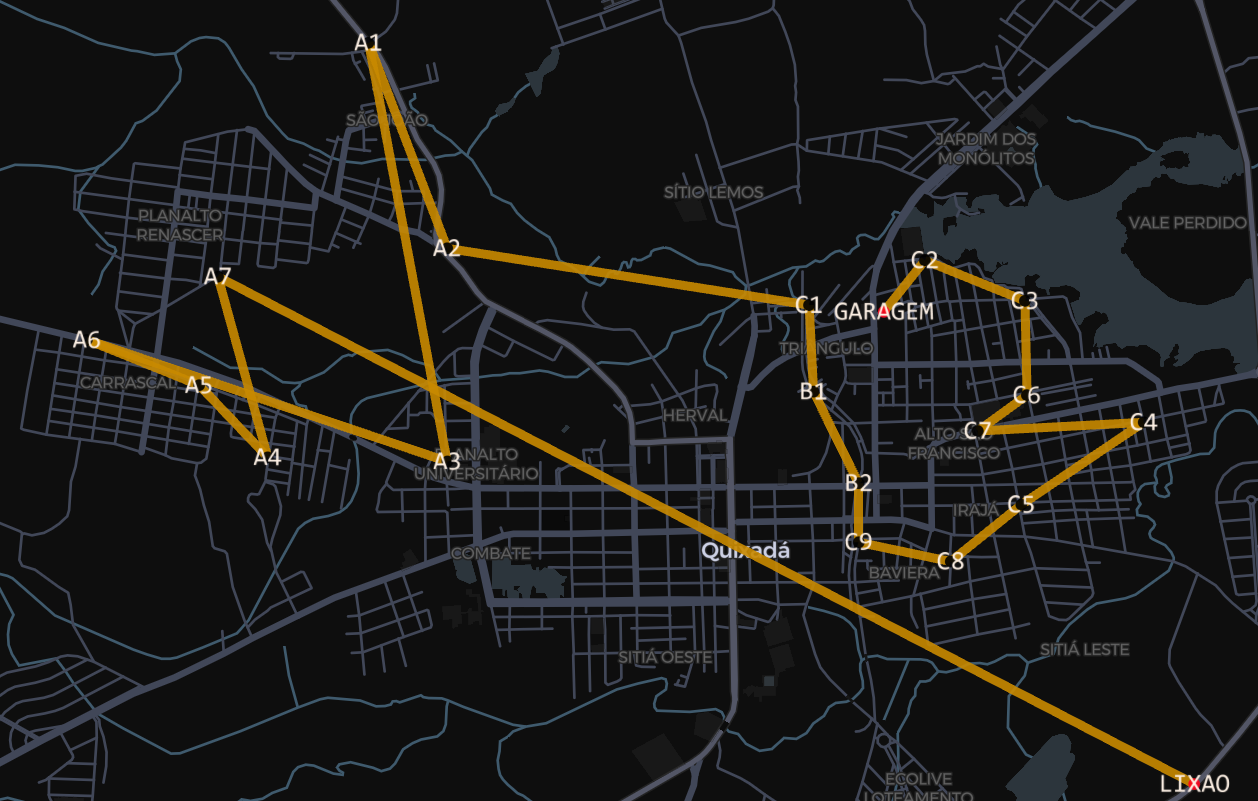 A1
SÃO JOÃO
JARDIM DOS
MONÓLITOS
SÍTIO LEMOS
PLANALTO
RENASCER
VALE PERDIDO
A2
C2
A7
C1
GARAGEM
C3
A6
TRIÂNGULO
CARRASCAL
A5
B1
C6
HERVAL
C7
C4
ALTO SÃO
FRANCISCO
A4
A3
ANALTO
UNIVERSITÁRIO
B2
C5
IRAJÁ
C9
COMBATE
Quixadá
C8
BAVIERA
SITIÁ OESTE
SITIÁ LESTE
ECOLIVE
LOTEAMENTO
LIXAO